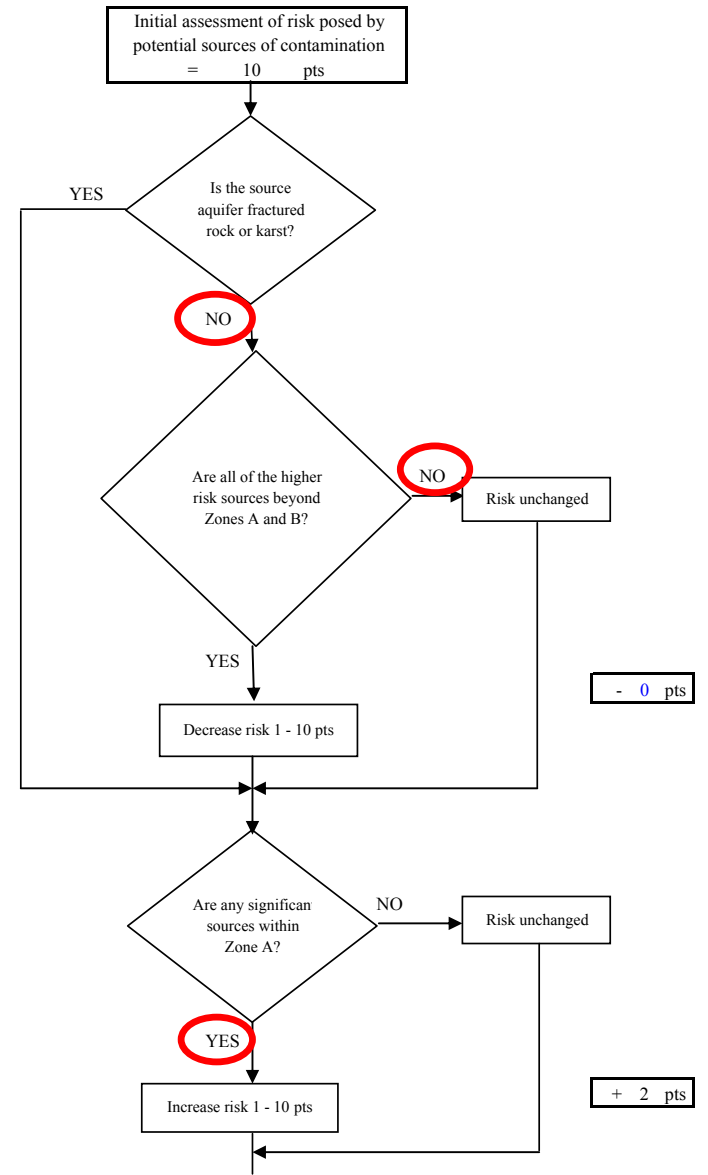 Initial assessment of risk posed by
potential sources of contamination
= 10 pts
YES
Is the source
aquifer fractured
rock or karst?
NO
Are all of the higher
risk sources beyond
Zones A and B?
NO
Risk unchanged
YES
- 0 pts
Decrease risk 1 - 10 pts
Are any significan
sources within
Zone A?
NO
Risk unchanged
YES
Increase risk 1 - 10 pts
+ 2 pts